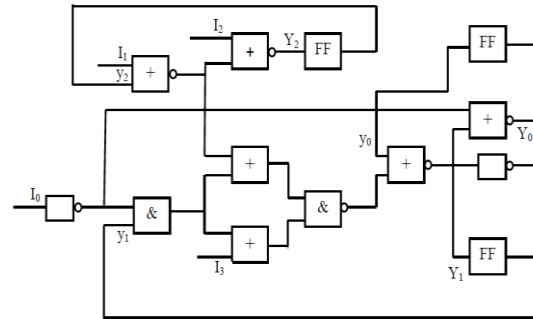 I2
Y2
FF
FF
I1
y2
+
+
+
Y0
y0
+
+
I0
&
&
y1
+
I3
Y1
FF